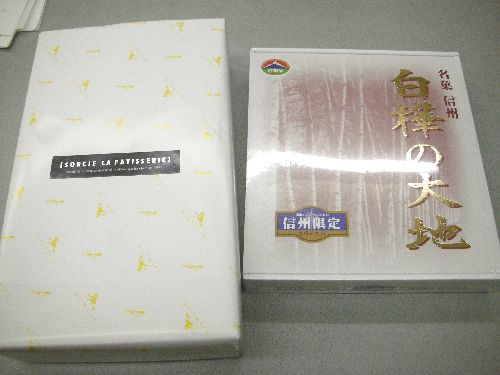 [SORCIE LA PATISSERIE]
名菓 信州
白樺の大地
信州限定